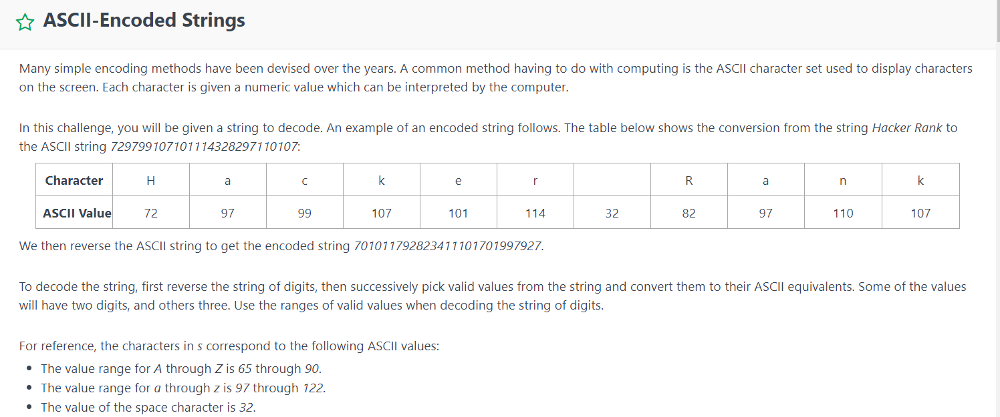 ASCII-Encoded Strings
Many simple encoding methods have been devised over the years. A common method having to do with computing is the ASCII character set used to display characters
on the screen. Each character is given a numeric value which can be interpreted by the computer.
In this challenge, you will be given a string to decode. An example of an encoded string follows. The table below shows the conversion from the string Hacker Rank to
the ASCII string 729799107101114328297110107:
Character H a c k e r R a n k
ASCII Value 72 97 99 107 101 114 32 82 97 110 107
We then reverse the ASCII string to get the encoded string 701011792823411101701997927.
To decode the string, first reverse the string of digits, then successively pick valid values from the string and convert them to their ASCII equivalents. Some of the values
will have two digits, and others three. Use the ranges of valid values when decoding the string of digits.
For reference, the characters in s correspond to the following ASCII values:
• The value range for A through Z is 65 through 90.
• The value range for a through z is 97 through 122.
• The value of the space character is 32.